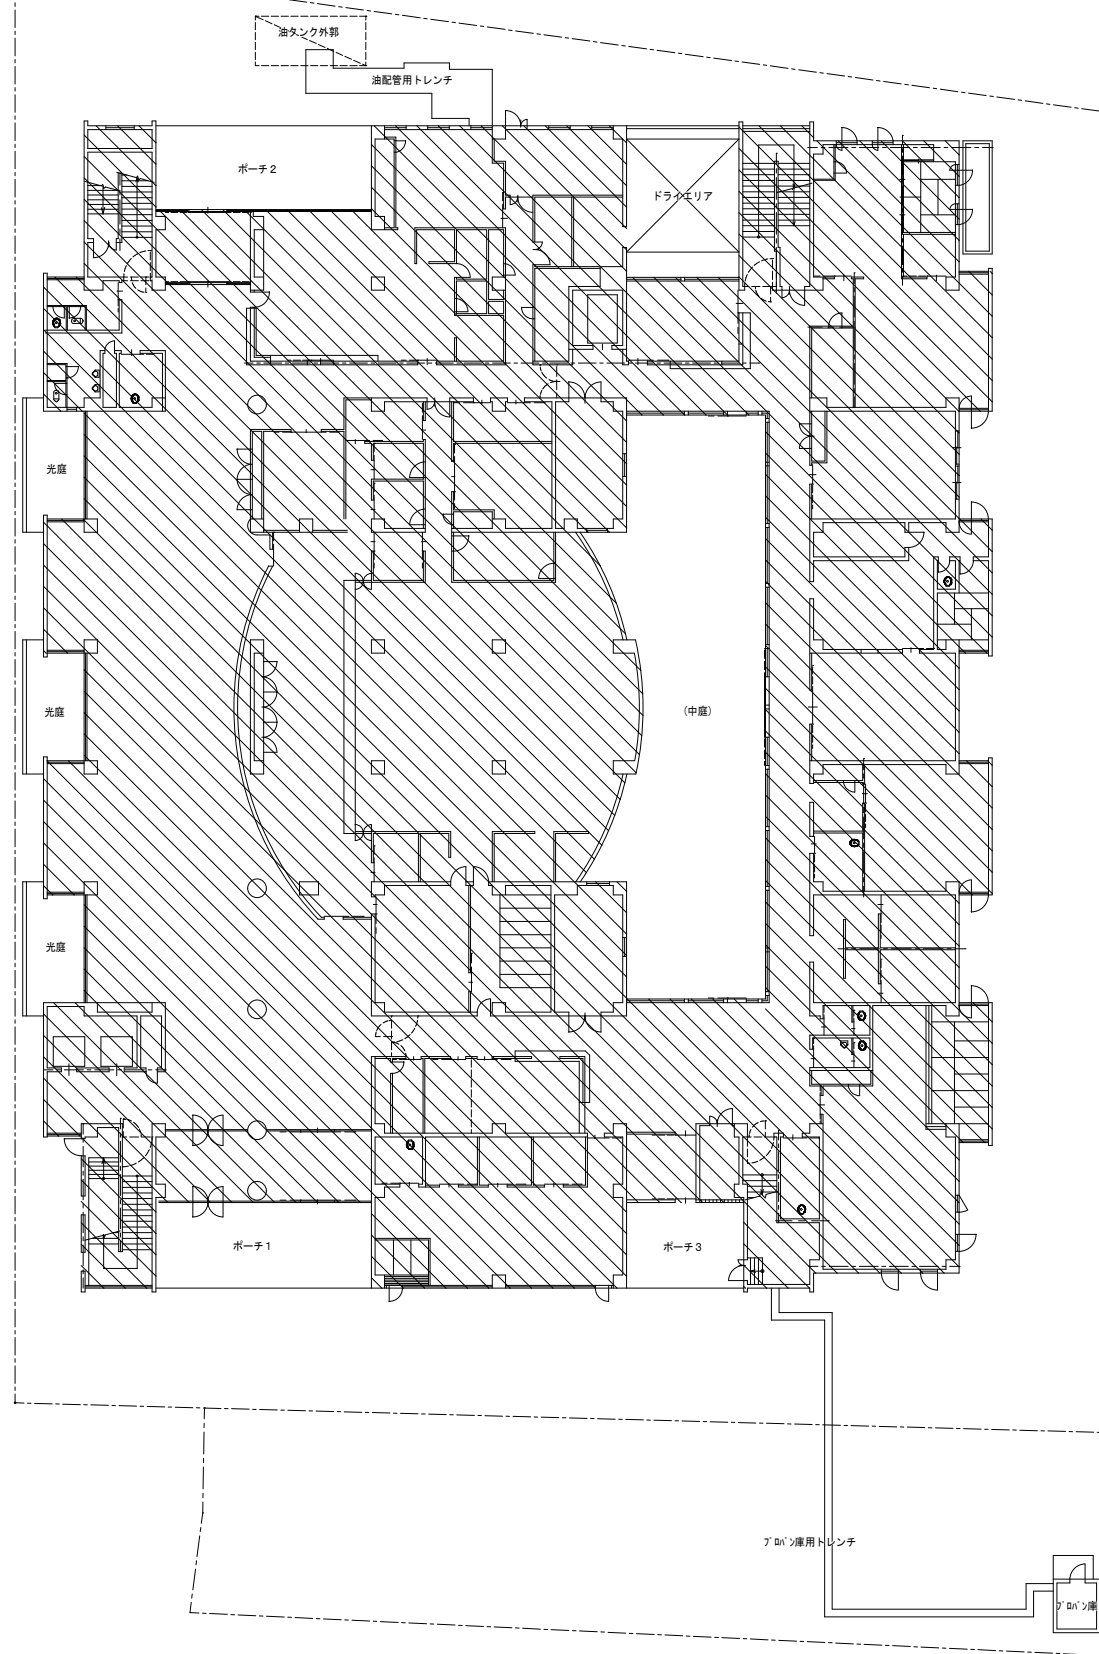 油タンク外郭
油配管用トレンチ
ポーチ2
ドライエリア
光庭
光庭
(中庭)
光庭
ポーチ1
ポーチ3
プロパン庫用トレンチ
プロパン庫